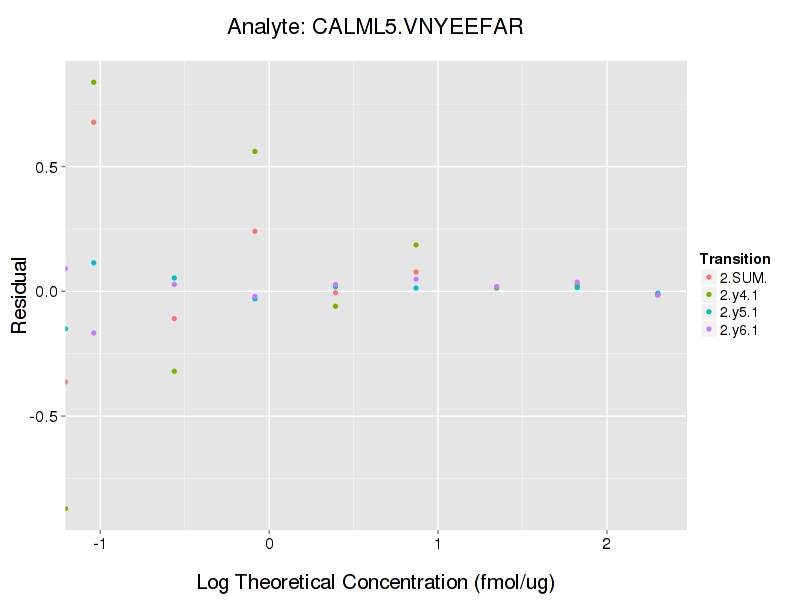 Analyte: CALML5.VNYEEFAR
Residual
0.5
0.0
-0.5
-1
0
1
2
Log Theoretical Concentration (fmol/ug)
Transition
2.SUM.
2.y4.1
2.y5.1
2.y6.1